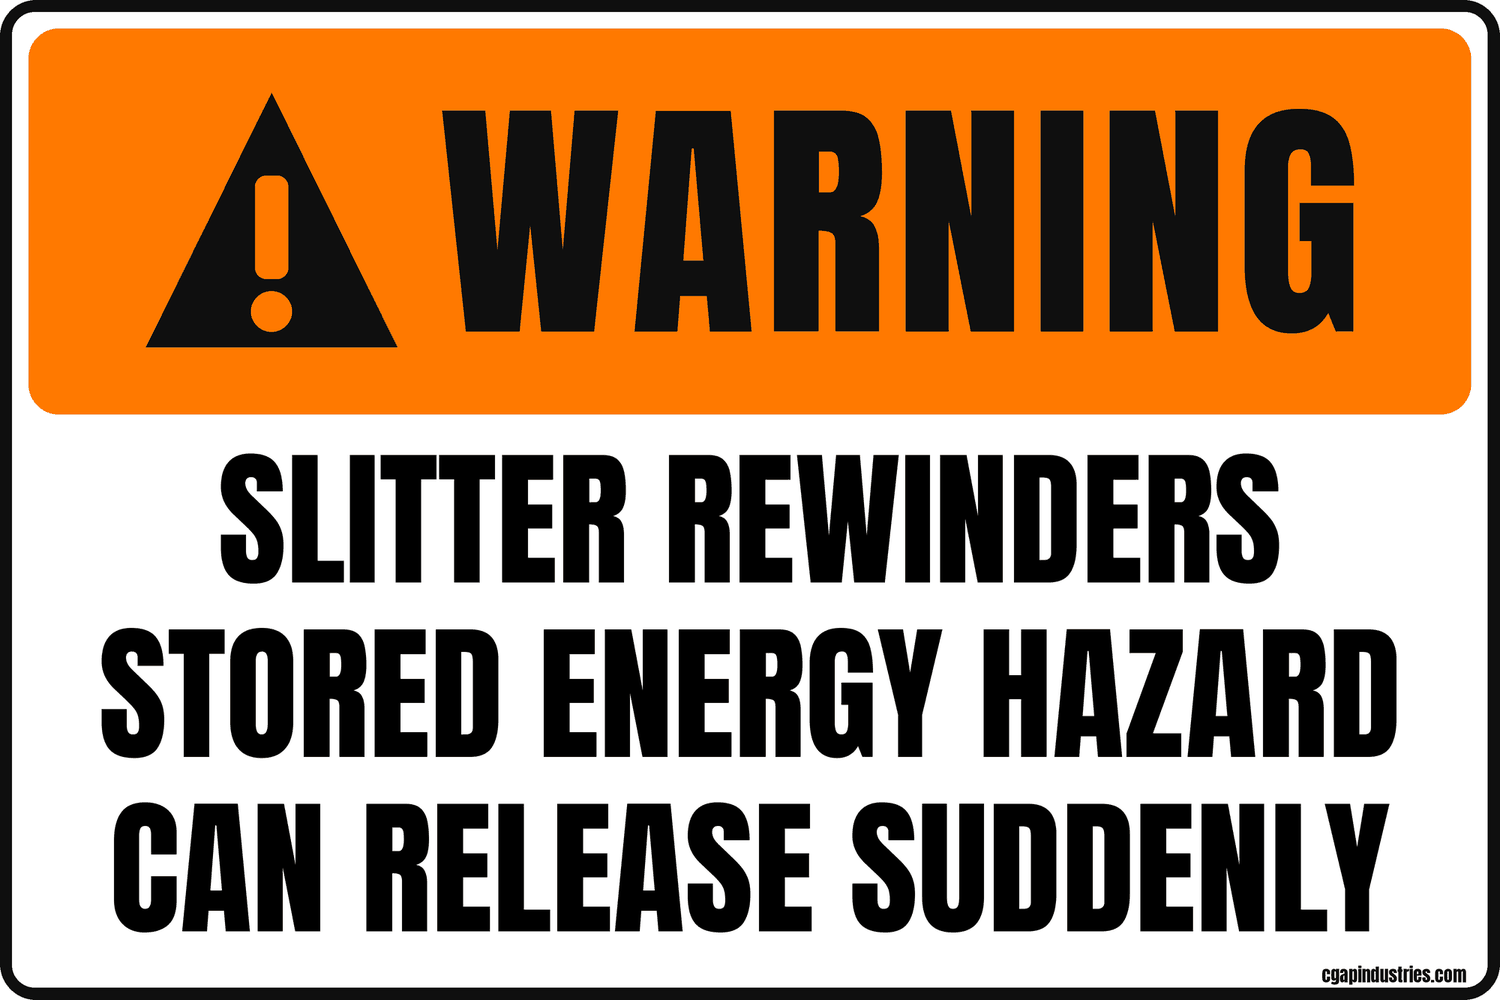 WARNING
SLITTER REWINDERS
STORED ENERGY HAZARD
CAN RELEASE SUDDENLY
cgapindustries.com